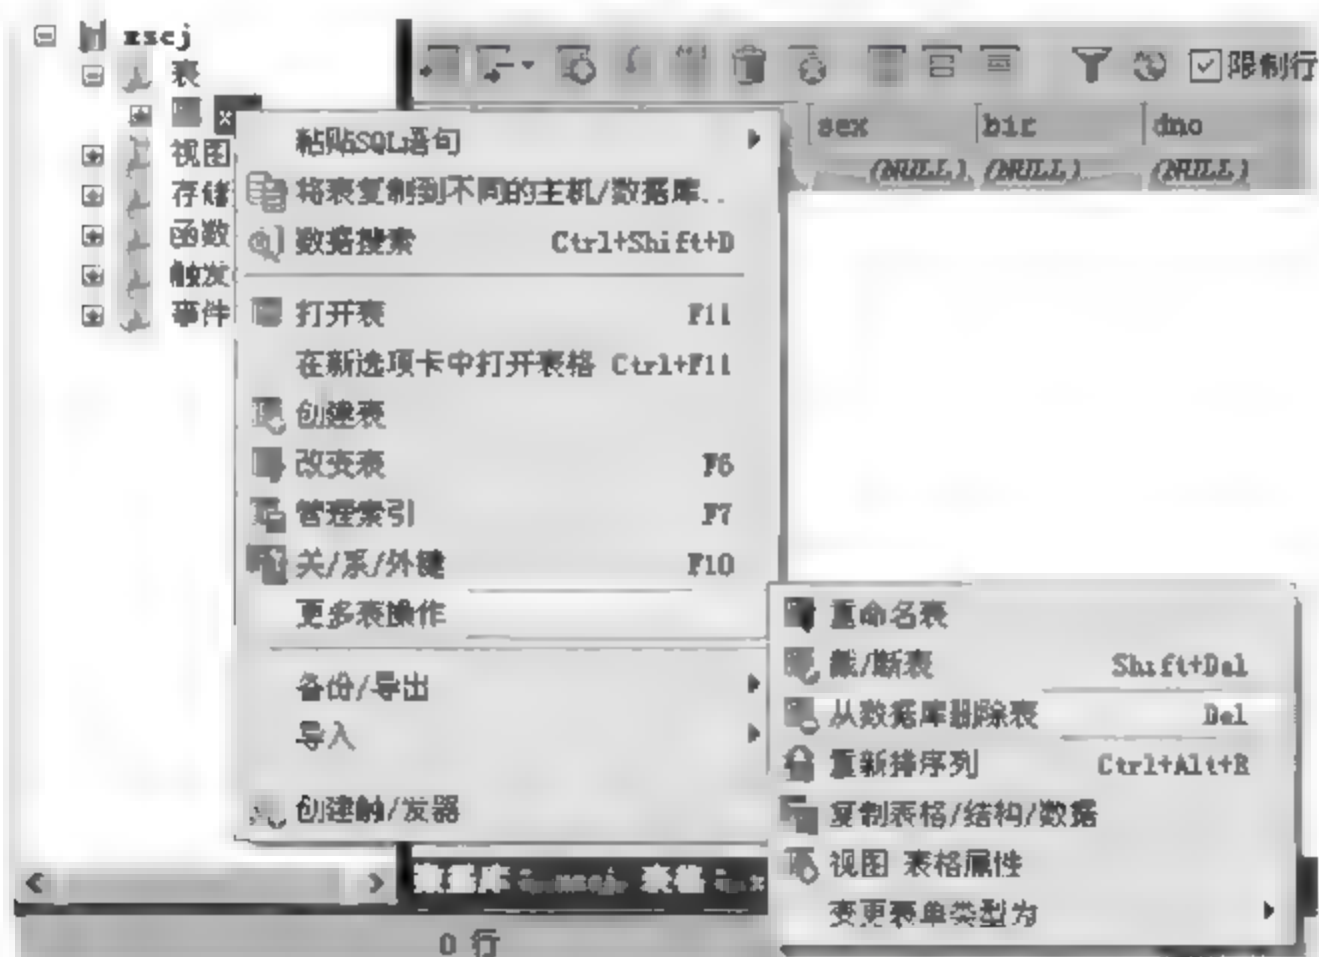 xscj
表
视图
存储
函数
触发
事件
限制行
sex bir dno
(NULL) (NULL) (NULL)
粘贴SQL语句
将表复制到不同的主机/数据库..
数据搜索 Ctrl+Shift+D
打开表 F11
在新选项卡中打开表格 Ctrl+F11
创建表
改变表 F6
管理索引 F7
关/系/外键 F10
更多表操作
备份/导出
导入
创建触/发器
重命名表
截/断表 Shift+Del
从数据库删除表 Del
重新排序列 Ctrl+Alt+R
复制表格/结构/数据
视图 表格属性
变更表单类型为
数据库 表格
0 行